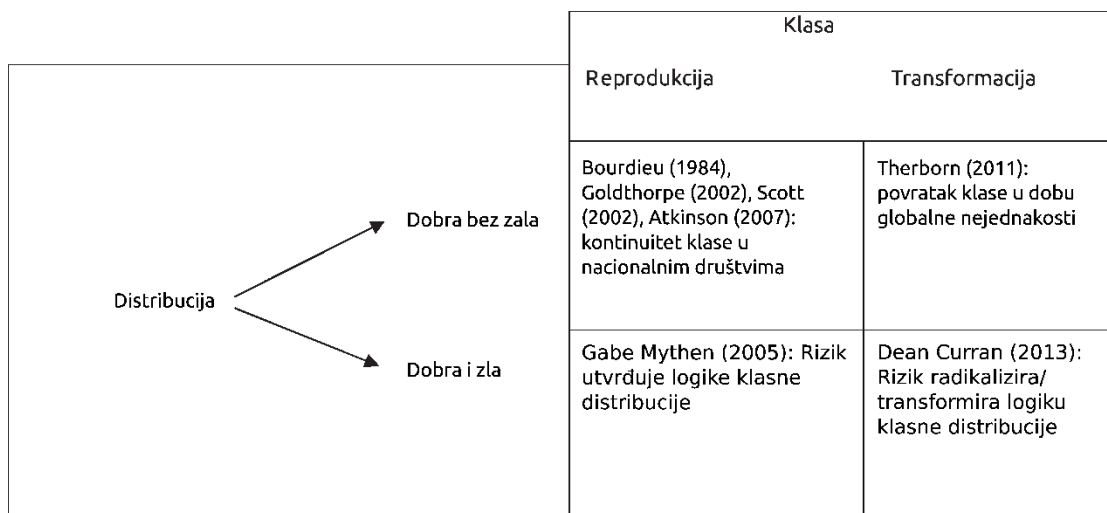 Klasa
Reprodukcija
Transformacija
Distribucija
Dobra bez zala
Bourdieu (1984),
Goldthorpe (2002), Scott
(2002), Atkinson (2007):
kontinuitet klase u
nacionalnim društvima
Therborn (2011):
povratak klase u dobu
globalne nejednakosti
Dobra i zla
Gabe Mythen (2005): Rizik
utvrđuje logike klasne
distribucije
Dean Curran (2013):
Rizik radikalizira/
transformira logiku
klasne distribucije